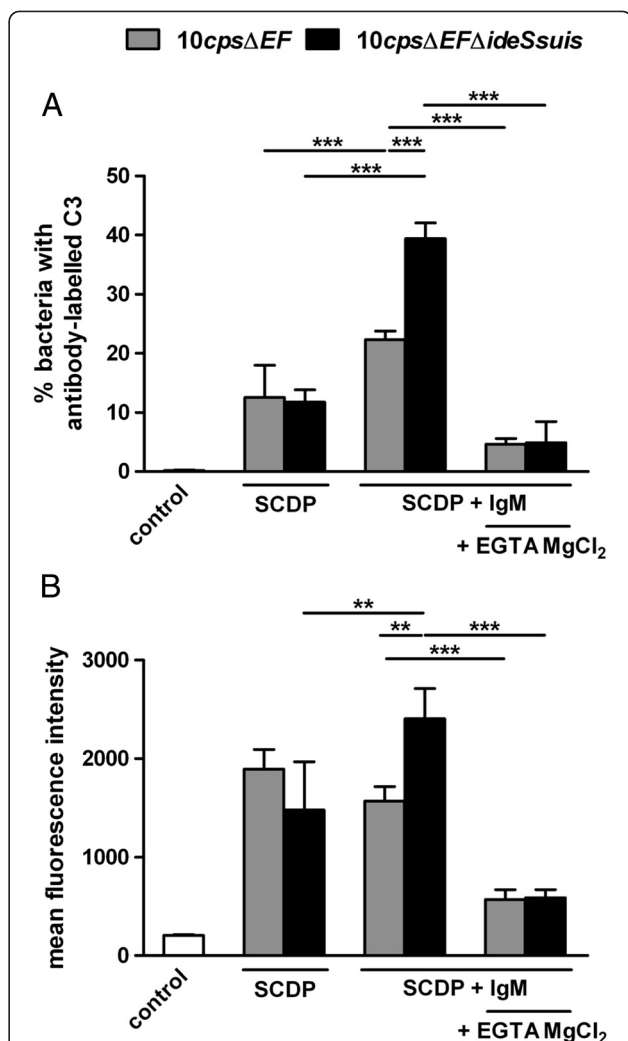 10cpsΔEF 10cpsΔEFΔideSsuis
A
***
***
*** ***
***
% bacteria with
antibody-labelled C3
50
40
30
20
10
0
control
SCDP
SCDP + IgM
+ EGTA MgCl₂
B
**
** ***
***
mean fluorescence intensity
3000
2000
1000
0
control
SCDP
SCDP + IgM
+ EGTA MgCl₂